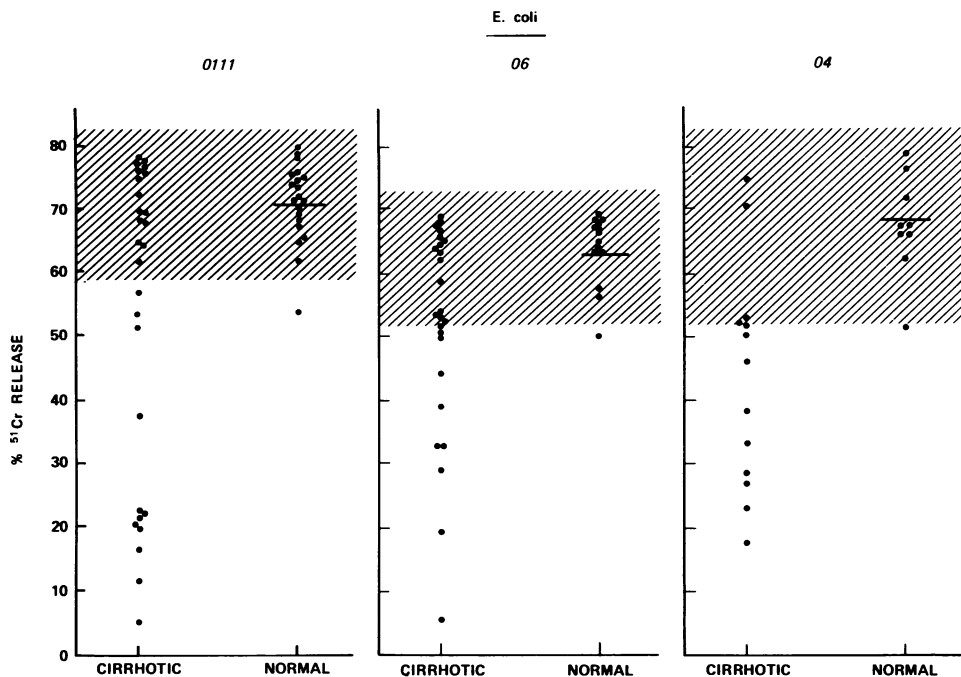 E. coli
0111
06
04
% 51Cr RELEASE
80
70
60
50
40
30
20
10
0
CIRRHOTIC
NORMAL
CIRRHOTIC
NORMAL
CIRRHOTIC
NORMAL